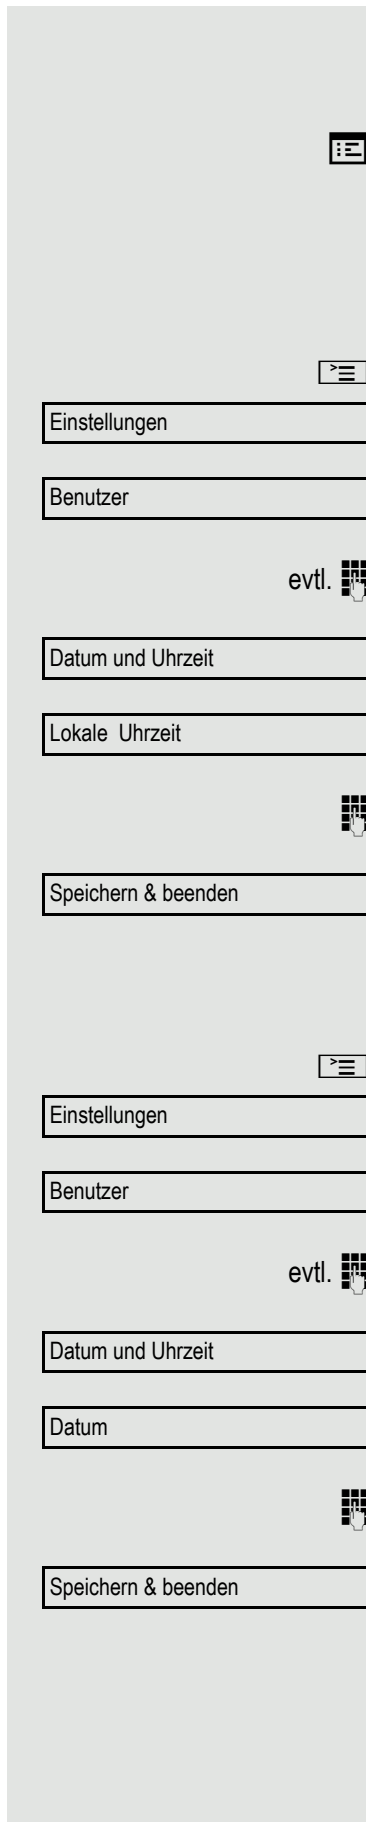 Einstellungen
Benutzer
evtl.
Datum und Uhrzeit
Lokale Uhrzeit
Speichern & beenden
Einstellungen
Benutzer
evtl.
Datum und Uhrzeit
Datum
Speichern & beenden